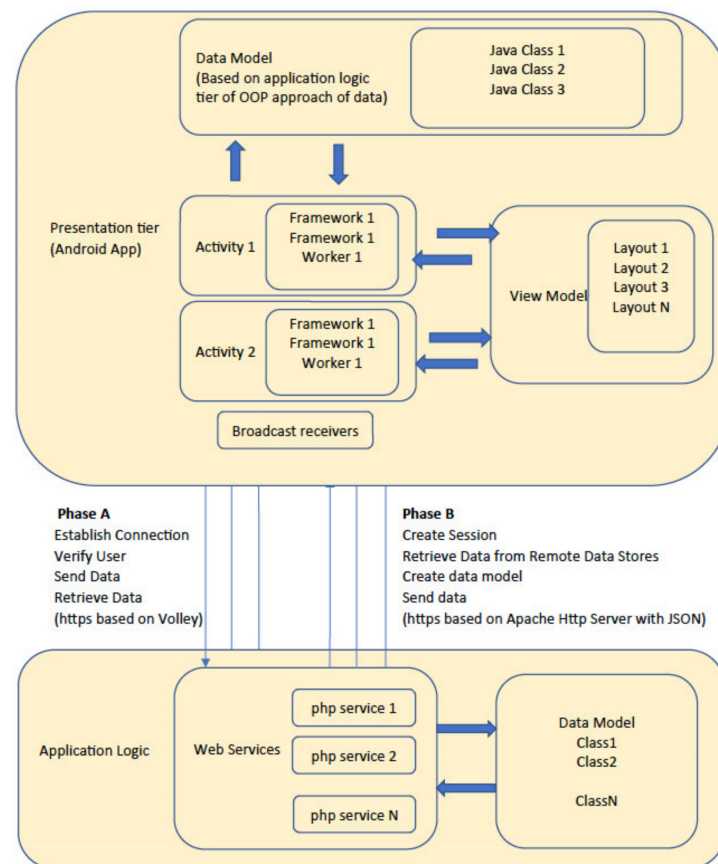 Data Model
(Based on application logic
tier of OOP approach of data)
Java Class 1
Java Class 2
Java Class 3
Presentation tier
(Android App)
Activity 1
Framework 1
Framework 1
Worker 1
View Model
Layout 1
Layout 2
Layout 3
Layout N
Activity 2
Framework 1
Framework 1
Worker 1
Broadcast receivers
Phase A
Establish Connection
Verify User
Send Data
Retrieve Data
(https based on Volley)
Phase B
Create Session
Retrieve Data from Remote Data Stores
Create data model
Send data
(https based on Apache Http Server with JSON)
Application Logic
Web Services
php service 1
php service 2
php service N
Data Model
Class1
Class2
ClassN